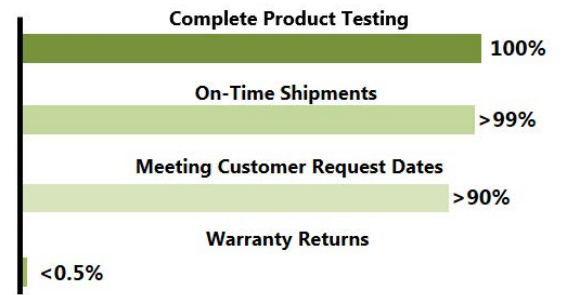 Complete Product Testing
100%
On-Time Shipments
>99%
Meeting Customer Request Dates
>90%
Warranty Returns
<0.5%